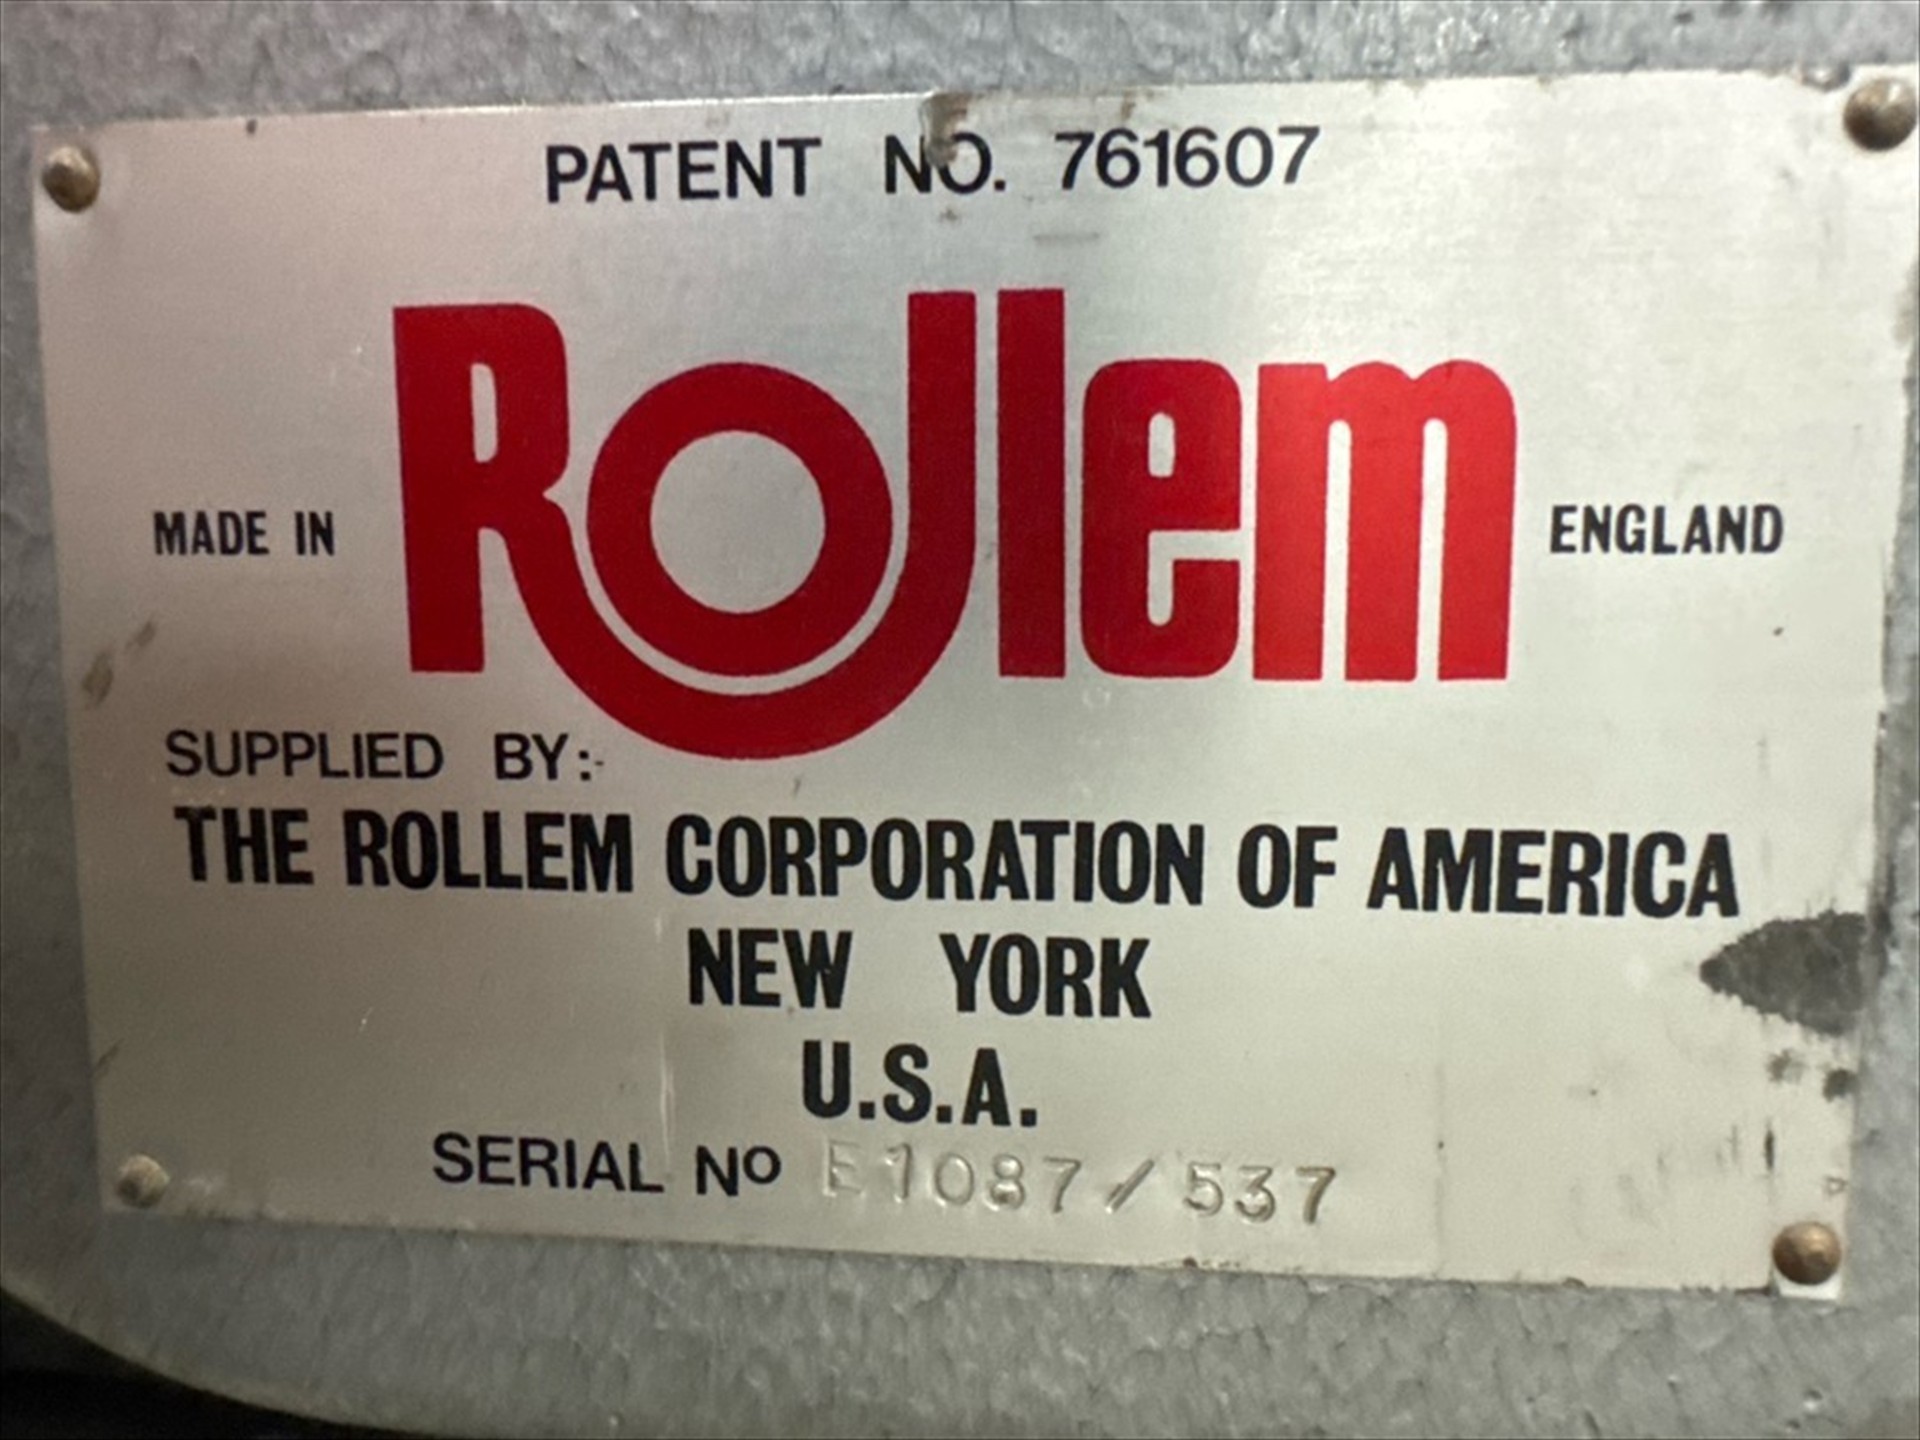 PATENT NO. 761607
MADE IN Rollem ENGLAND
SUPPLIED BY:-
THE ROLLEM CORPORATION OF AMERICA
NEW YORK
U.S.A.
SERIAL Nº E1087/537